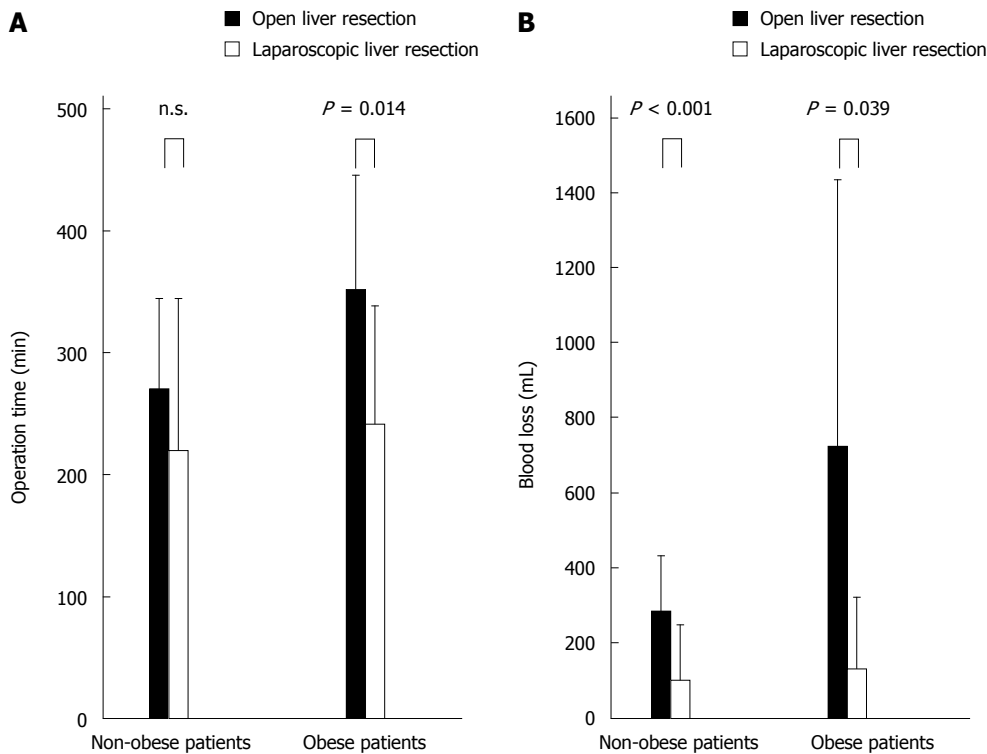 A
Open liver resection
Laparoscopic liver resection
n.s.
P = 0.014
500
400
300
200
100
0
Operation time (min)
Non-obese patients
Obese patients
B
Open liver resection
Laparoscopic liver resection
P < 0.001
P = 0.039
1600
1400
1200
1000
800
600
400
200
0
Blood loss (mL)
Non-obese patients
Obese patients